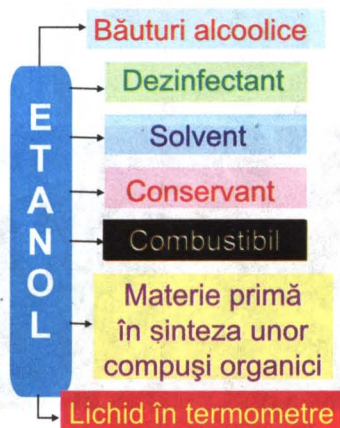 Băuturi alcoolice
ETANOL
Dezinfectant
Solvent
Conservant
Combustibil
Materie primă
în sinteza unor
compuşi organici
Lichid în termometre